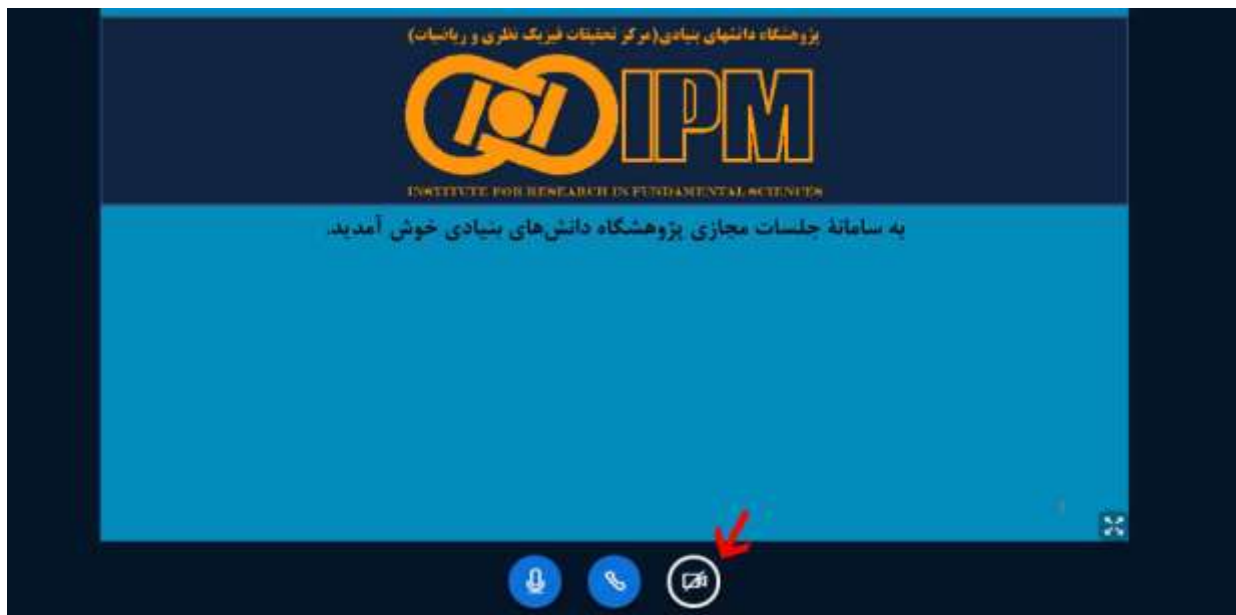 پژوهشگاه دانشهای بنیادی(مرکز تحقیقات فیزیک نظری و ریاضیات)
IPM
INSTITUTE FOR RESEARCH IN FUNDAMENTAL SCIENCES
به سامانهٔ جلسات مجازی پژوهشگاه دانش‌های بنیادی خوش آمدید.